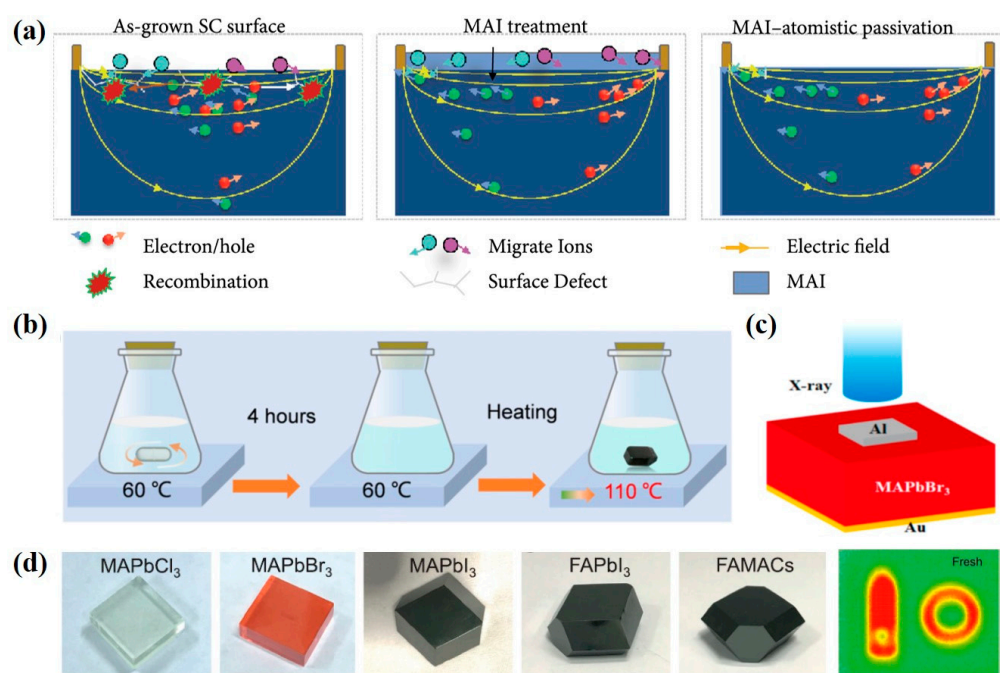 (a)
As-grown SC surface
MAI treatment
MAI–atomistic passivation
Electron/hole
Migrate Ions
Electric field
Recombination
Surface Defect
MAI
(b)
4 hours
Heating
60 ℃
60 ℃
110 ℃
(c)
X-ray
Al
MAPbBr₃
Au
(d)
MAPbCl₃
MAPbBr₃
MAPbI₃
FAPbI₃
FAMACs
Fresh